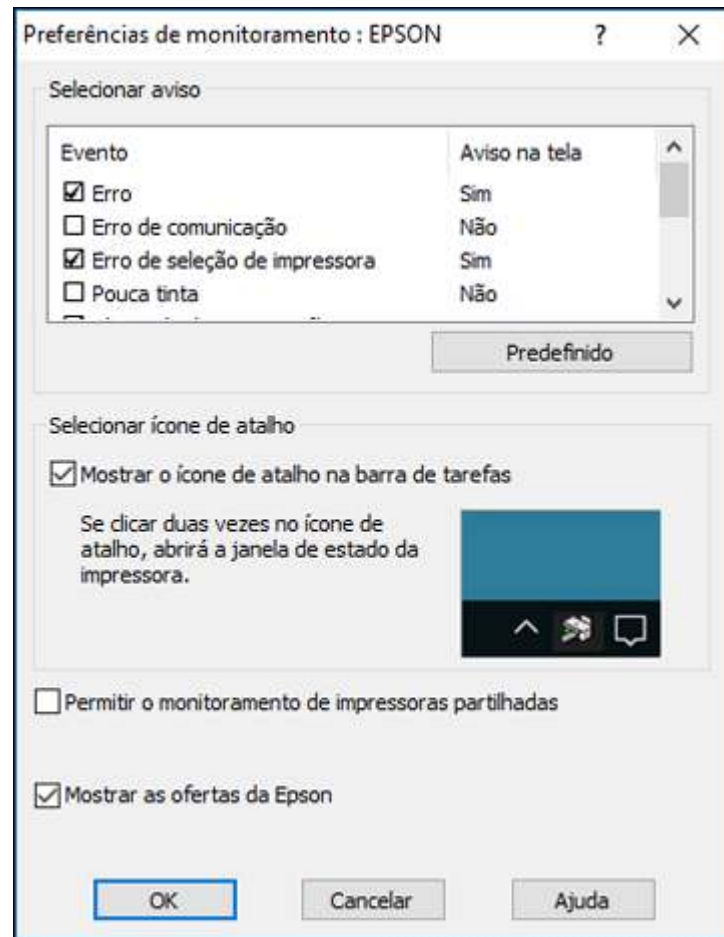 Preferências de monitoramento : EPSON ? X
Selecionar aviso
Evento Aviso na tela
Erro Sim
Erro de comunicação Não
Erro de seleção de impressora Sim
Pouca tinta Não
Predefinido
Selecionar ícone de atalho
Mostrar o ícone de atalho na barra de tarefas
Se clicar duas vezes no ícone de
atalho, abrirá a janela de estado da
impressora.
Permitir o monitoramento de impressoras partilhadas
Mostrar as ofertas da Epson
OK Cancelar Ajuda